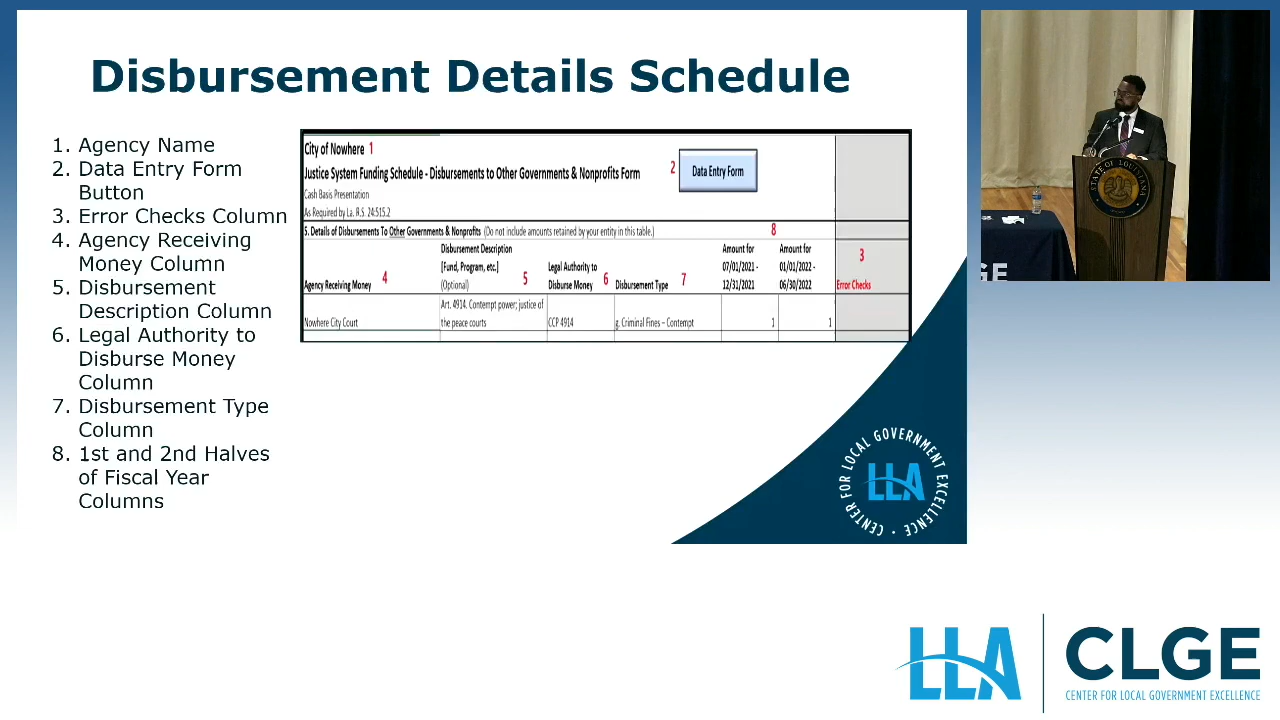 Disbursement Details Schedule
1. Agency Name
2. Data Entry Form
Button
3. Error Checks Column
4. Agency Receiving
Money Column
5. Disbursement
Description Column
6. Legal Authority to
Disburse Money
Column
7. Disbursement Type
Column
8. 1st and 2nd Halves
of Fiscal Year
Columns
City of Nowhere 1
Justice System Funding Schedule - Disbursements to Other Governments & Nonprofits Form
2 Data Entry Form
Cash Basis Presentation
As Required by La. R.S. 24:515.2
5. Details of Disbursements To Other Governments & Nonprofits (Do not include amounts retained by your entity in this table.) 8
Agency Receiving Money 4
Disbursement Description
[Fund, Program, etc.]
(Optional) 5
Legal Authority to
Disburse Money 6
Disbursement Type 7
Amount for
07/01/2021 -
12/31/2021
Amount for
01/01/2022 -
06/30/2022
3
Error Checks
Nowhere City Court
Art. 4914. Contempt power; justice of
the peace courts
CCP 4914
g. Criminal Fines – Contempt
1
1
CENTER FOR LOCAL GOVERNMENT EXCELLENCE
LLA
STATE OF LOUISIANA
GE
LLA
CLGE
CENTER FOR LOCAL GOVERNMENT EXCELLENCE